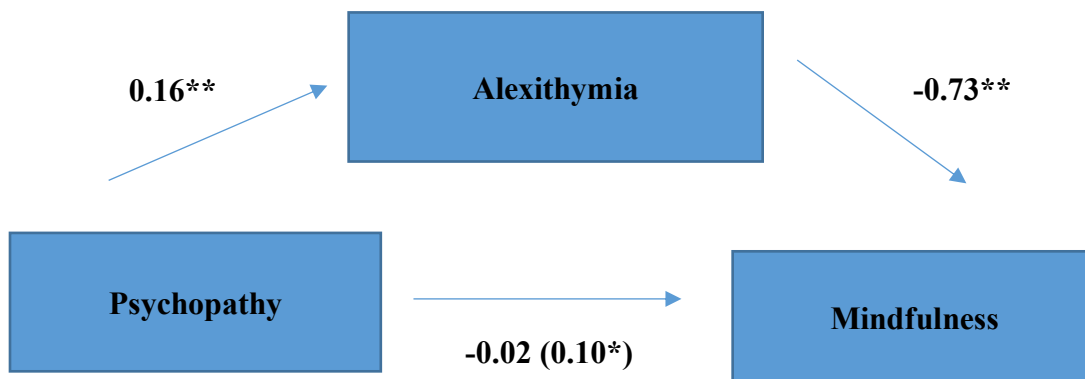 Alexithymia
0.16**
-0.73**
Psychopathy
Mindfulness
-0.02 (0.10*)